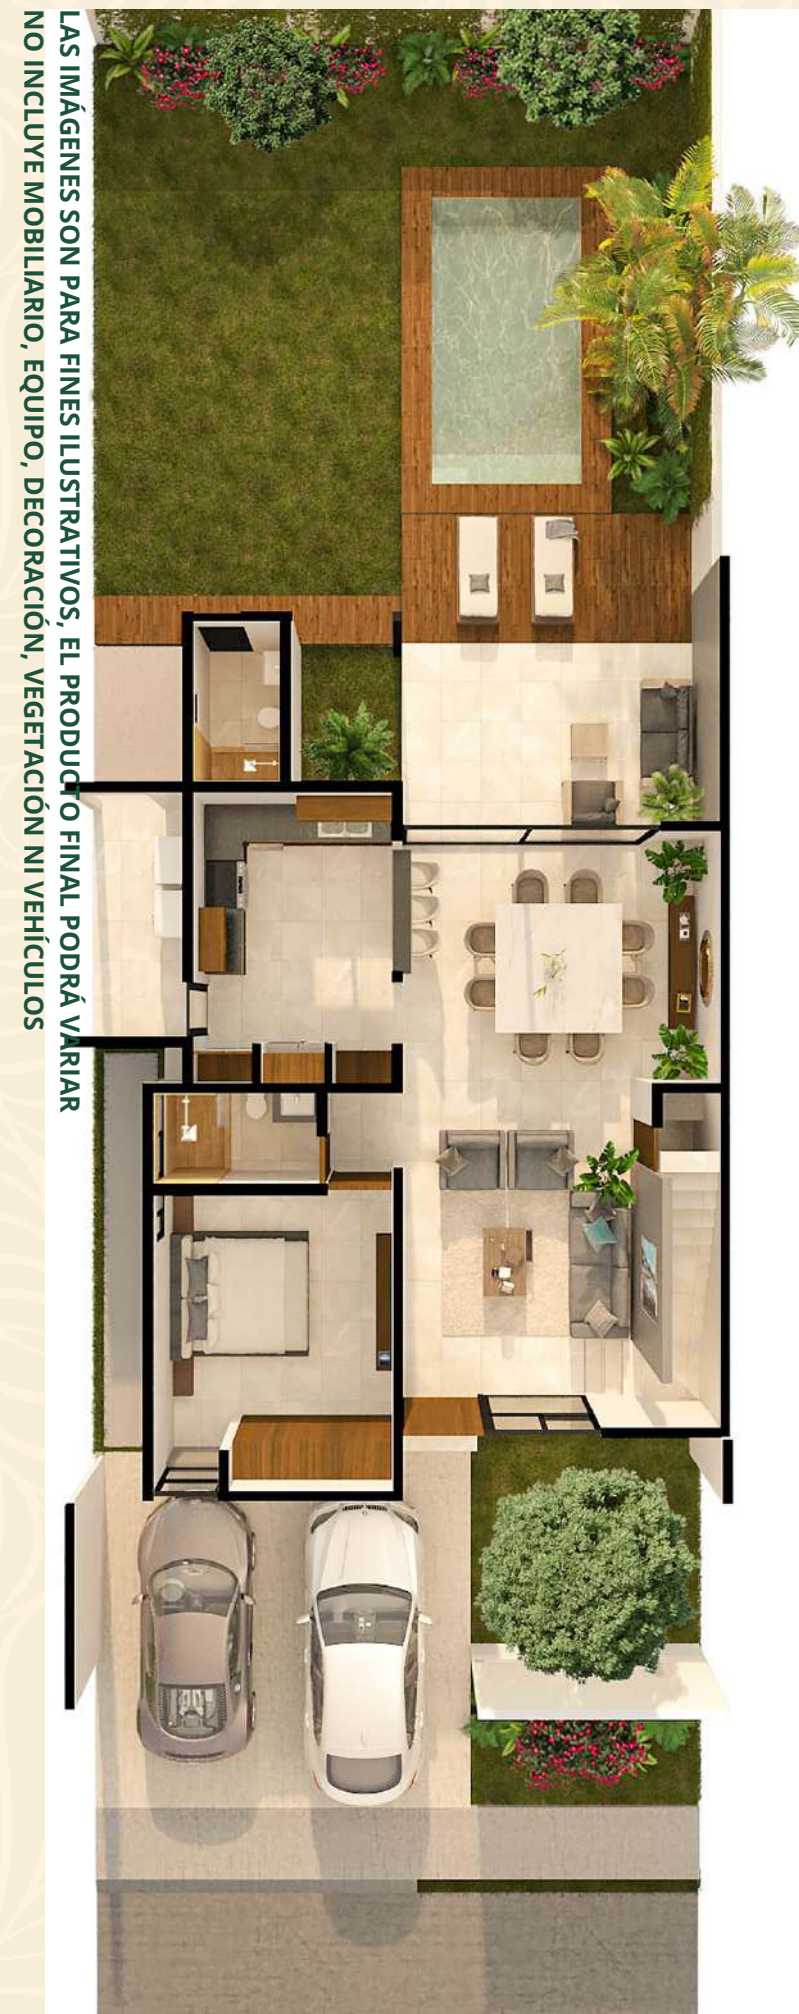 LAS IMÁGENES SON PARA FINES ILUSTRATIVOS, EL PRODUCTO FINAL PODRÁ VARIAR
NO INCLUYE MOBILIARIO, EQUIPO, DECORACIÓN, VEGETACIÓN NI VEHÍCULOS